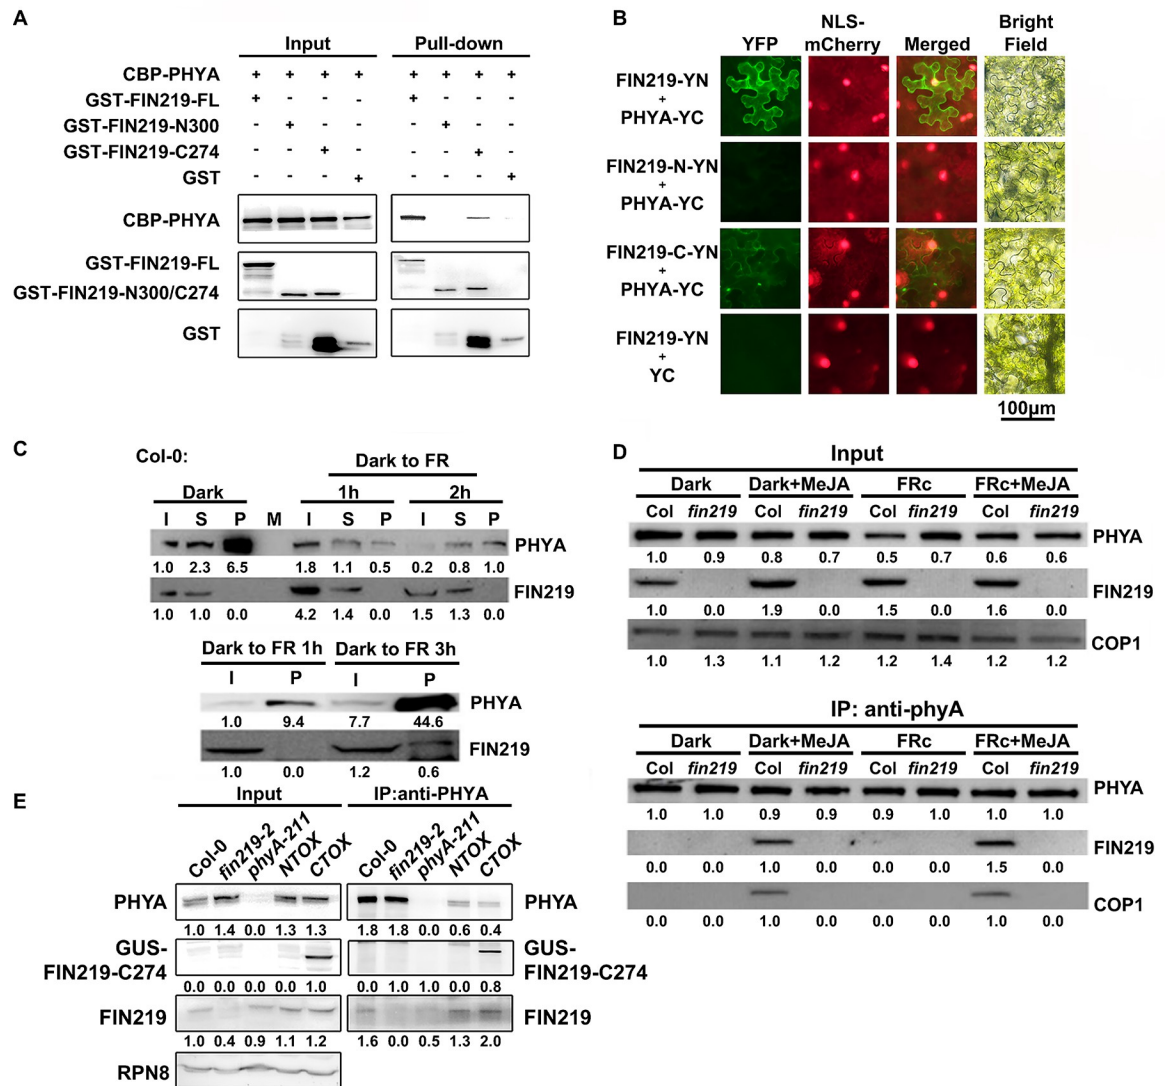 A
Input Pull-down
CBP-PHYA + + + + + + + +
GST-FIN219-FL + - - - + - - -
GST-FIN219-N300 - + - - - + - -
GST-FIN219-C274 - - + - - - + -
GST - - - + - - - +
CBP-PHYA
GST-FIN219-FL
GST-FIN219-N300/C274
GST
B
YFP NLS-mCherry Merged Bright Field
FIN219-YN
+
PHYA-YC
FIN219-N-YN
+
PHYA-YC
FIN219-C-YN
+
PHYA-YC
FIN219-YN
+
YC
100μm
C
Col-0:
Dark to FR
Dark 1h 2h
I S P M I S P I S P
PHYA
1.0 2.3 6.5 1.8 1.1 0.5 0.2 0.8 1.0
FIN219
1.0 1.0 0.0 4.2 1.4 0.0 1.5 1.3 0.0
Dark to FR 1h Dark to FR 3h
I P I P
PHYA
1.0 9.4 7.7 44.6
FIN219
1.0 0.0 1.2 0.6
D
Input
Dark Dark+MeJA FRc FRc+MeJA
Col fin219 Col fin219 Col fin219 Col fin219
PHYA
1.0 0.9 0.8 0.7 0.5 0.7 0.6 0.6
FIN219
1.0 0.0 1.9 0.0 1.5 0.0 1.6 0.0
COP1
1.0 1.3 1.1 1.2 1.2 1.4 1.2 1.2
IP: anti-phyA
Dark Dark+MeJA FRc FRc+MeJA
Col fin219 Col fin219 Col fin219 Col fin219
PHYA
1.0 1.0 0.9 0.9 0.9 1.0 1.0 1.0
FIN219
0.0 0.0 1.0 0.0 0.0 0.0 1.5 0.0
COP1
0.0 0.0 1.0 0.0 0.0 0.0 1.0 0.0
E
Input IP:anti-PHYA
Col-0 fin219-2 phyA-211 NTOX CTOX Col-0 fin219-2 phyA-211 NTOX CTOX
PHYA PHYA
1.0 1.4 0.0 1.3 1.3 1.8 1.8 0.0 0.6 0.4
GUS- GUS-
FIN219-C274 FIN219-C274
0.0 0.0 0.0 0.0 1.0 0.0 1.0 1.0 0.0 0.8
FIN219 FIN219
1.0 0.4 0.9 1.1 1.2 1.6 0.0 0.5 1.3 2.0
RPN8